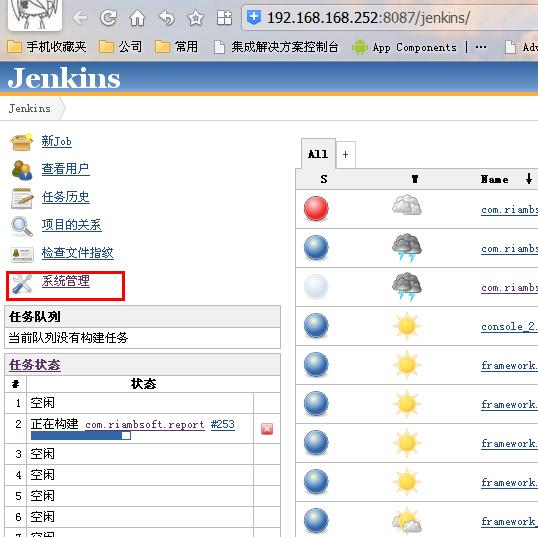 192.168.168.252:8087/jenkins/
手机收藏夹 公司 常用 集成解决方案控制台 App Components | ··· Adv
Jenkins
Jenkins
新Job
查看用户
任务历史
项目的关系
检查文件指纹
系统管理
任务队列
当前队列没有构建任务
任务状态
# 状态
1 空闲
2 正在构建 com.riambsoft.report #253
3 空闲
4 空闲
5 空闲
6 空闲
7 空闲
All +
S W Name ↓
com.riambs
com.riambs
com.riambs
console_2.
framework.
framework.
framework.
framework.
framework_